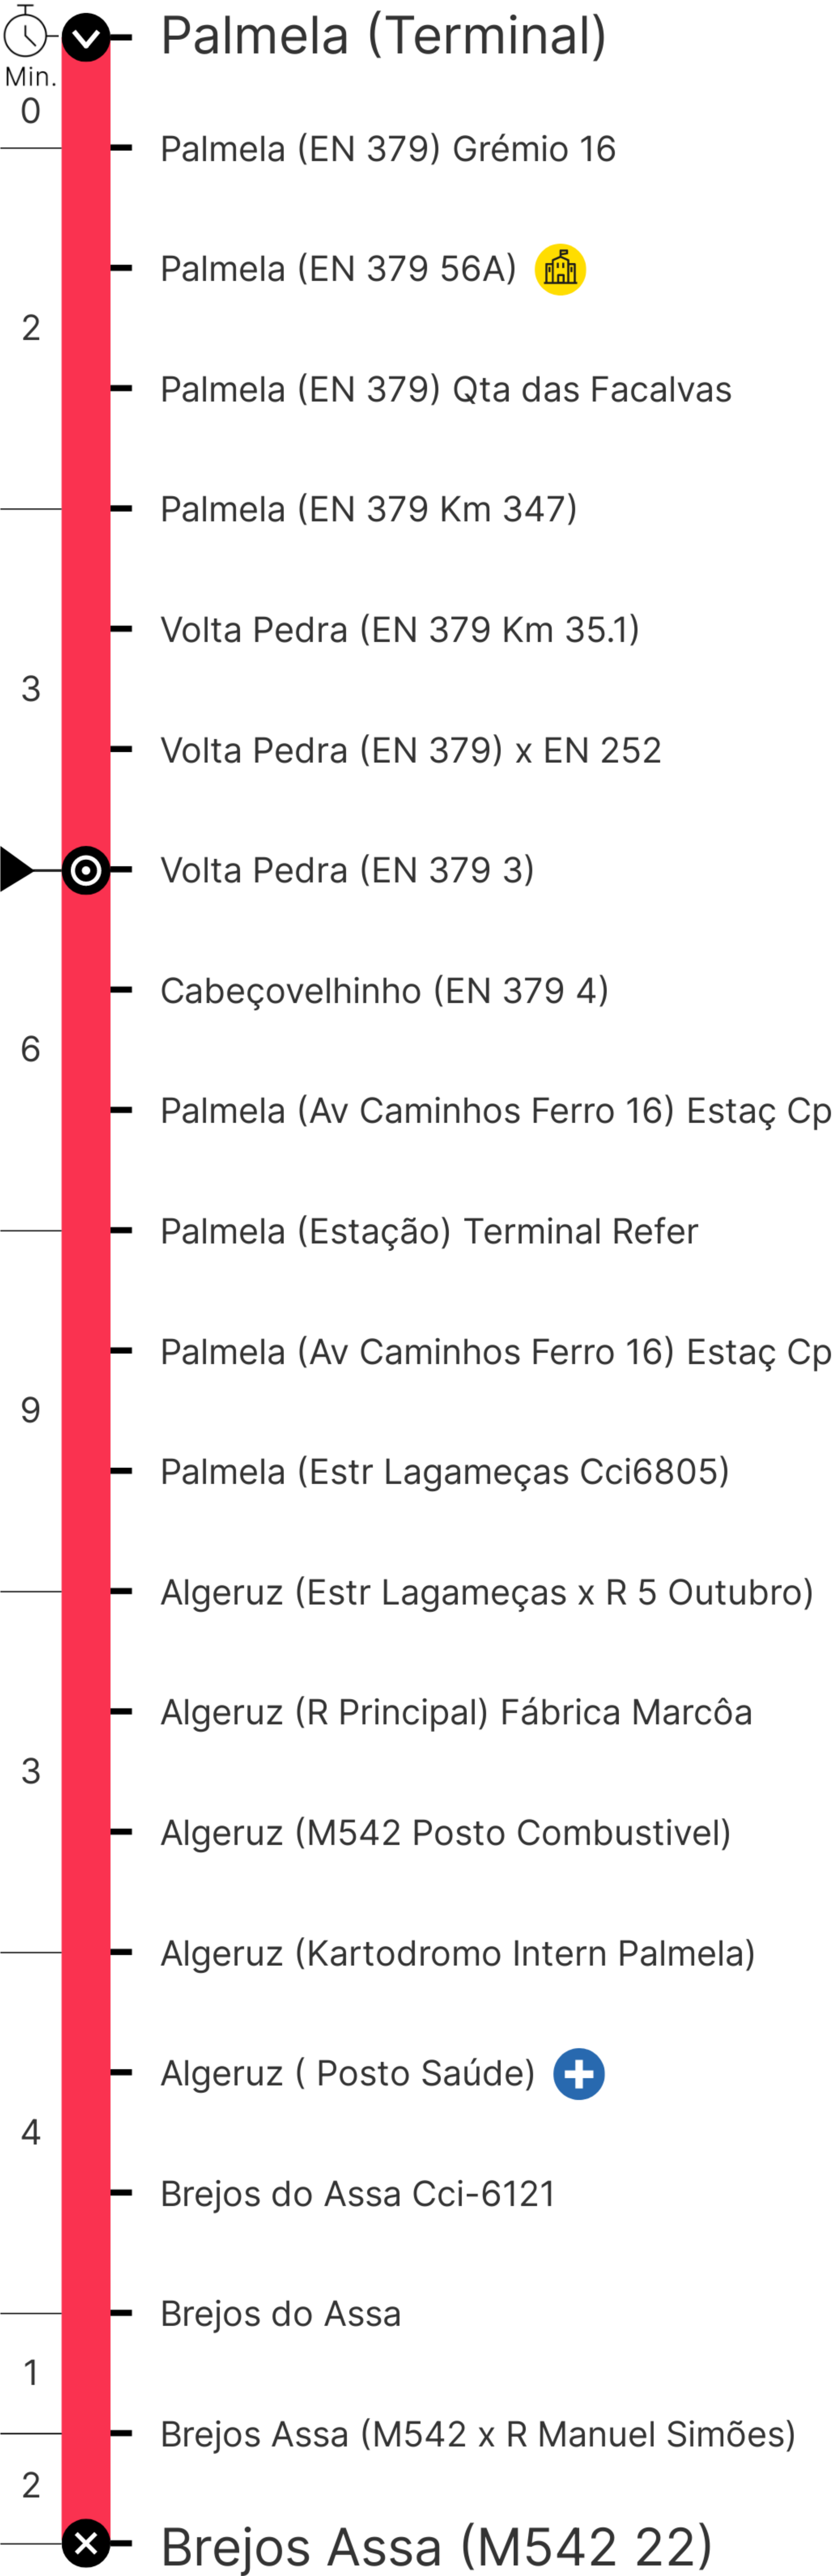 Palmela (Terminal)
Min.
0
Palmela (EN 379) Grémio 16
Palmela (EN 379 56A)
2
Palmela (EN 379) Qta das Facalvas
Palmela (EN 379 Km 347)
Volta Pedra (EN 379 Km 35.1)
3
Volta Pedra (EN 379) x EN 252
Volta Pedra (EN 379 3)
Cabeçovelhinho (EN 379 4)
6
Palmela (Av Caminhos Ferro 16) Estaç Cp
Palmela (Estação) Terminal Refer
Palmela (Av Caminhos Ferro 16) Estaç Cp
9
Palmela (Estr Lagameças Cci6805)
Algeruz (Estr Lagameças x R 5 Outubro)
Algeruz (R Principal) Fábrica Marcôa
3
Algeruz (M542 Posto Combustivel)
Algeruz (Kartodromo Intern Palmela)
Algeruz ( Posto Saúde)
4
Brejos do Assa Cci-6121
Brejos do Assa
1
Brejos Assa (M542 x R Manuel Simões)
2
Brejos Assa (M542 22)